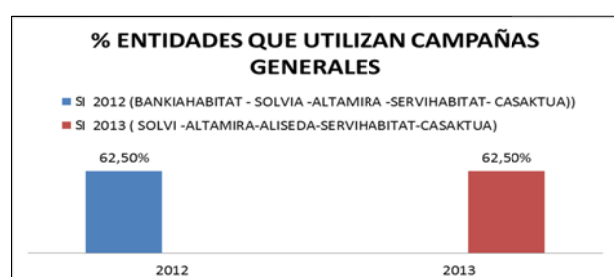 % ENTIDADES QUE UTILIZAN CAMPAÑAS
GENERALES
SI 2012 (BANKIAHABITAT - SOLVIA -ALTAMIRA -SERVIHABITAT- CASAKTUA))
SI 2013 ( SOLVI -ALTAMIRA-ALISEDA-SERVIHABITAT-CASAKTUA)
62,50% 62,50%
2012 2013